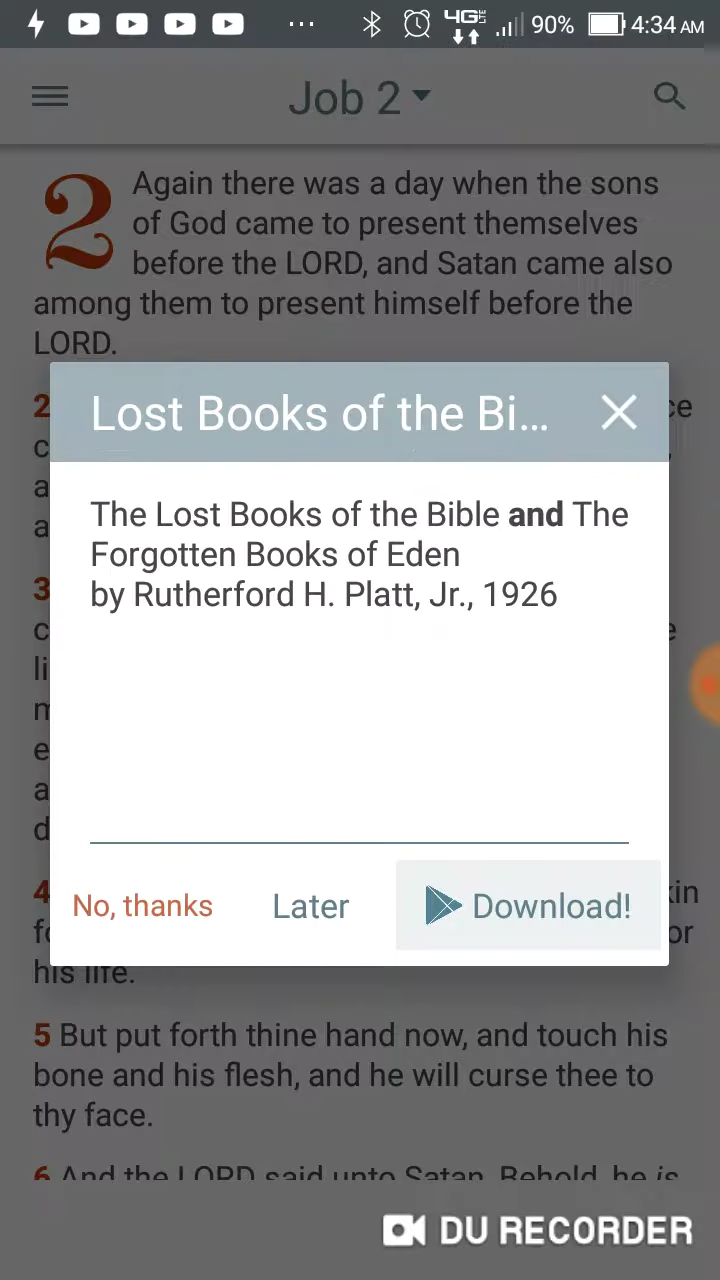 4G LTE 90% 4:34 AM
Job 2
2 Again there was a day when the sons
of God came to present themselves
before the LORD, and Satan came also
among them to present himself before the
LORD.
2
Lost Books of the Bi...
The Lost Books of the Bible and The
Forgotten Books of Eden
by Rutherford H. Platt, Jr., 1926
3
No, thanks Later Download!
4
his life.
5 But put forth thine hand now, and touch his
bone and his flesh, and he will curse thee to
thy face.
6 And the LORD said unto Satan, Behold, he is
DU RECORDER